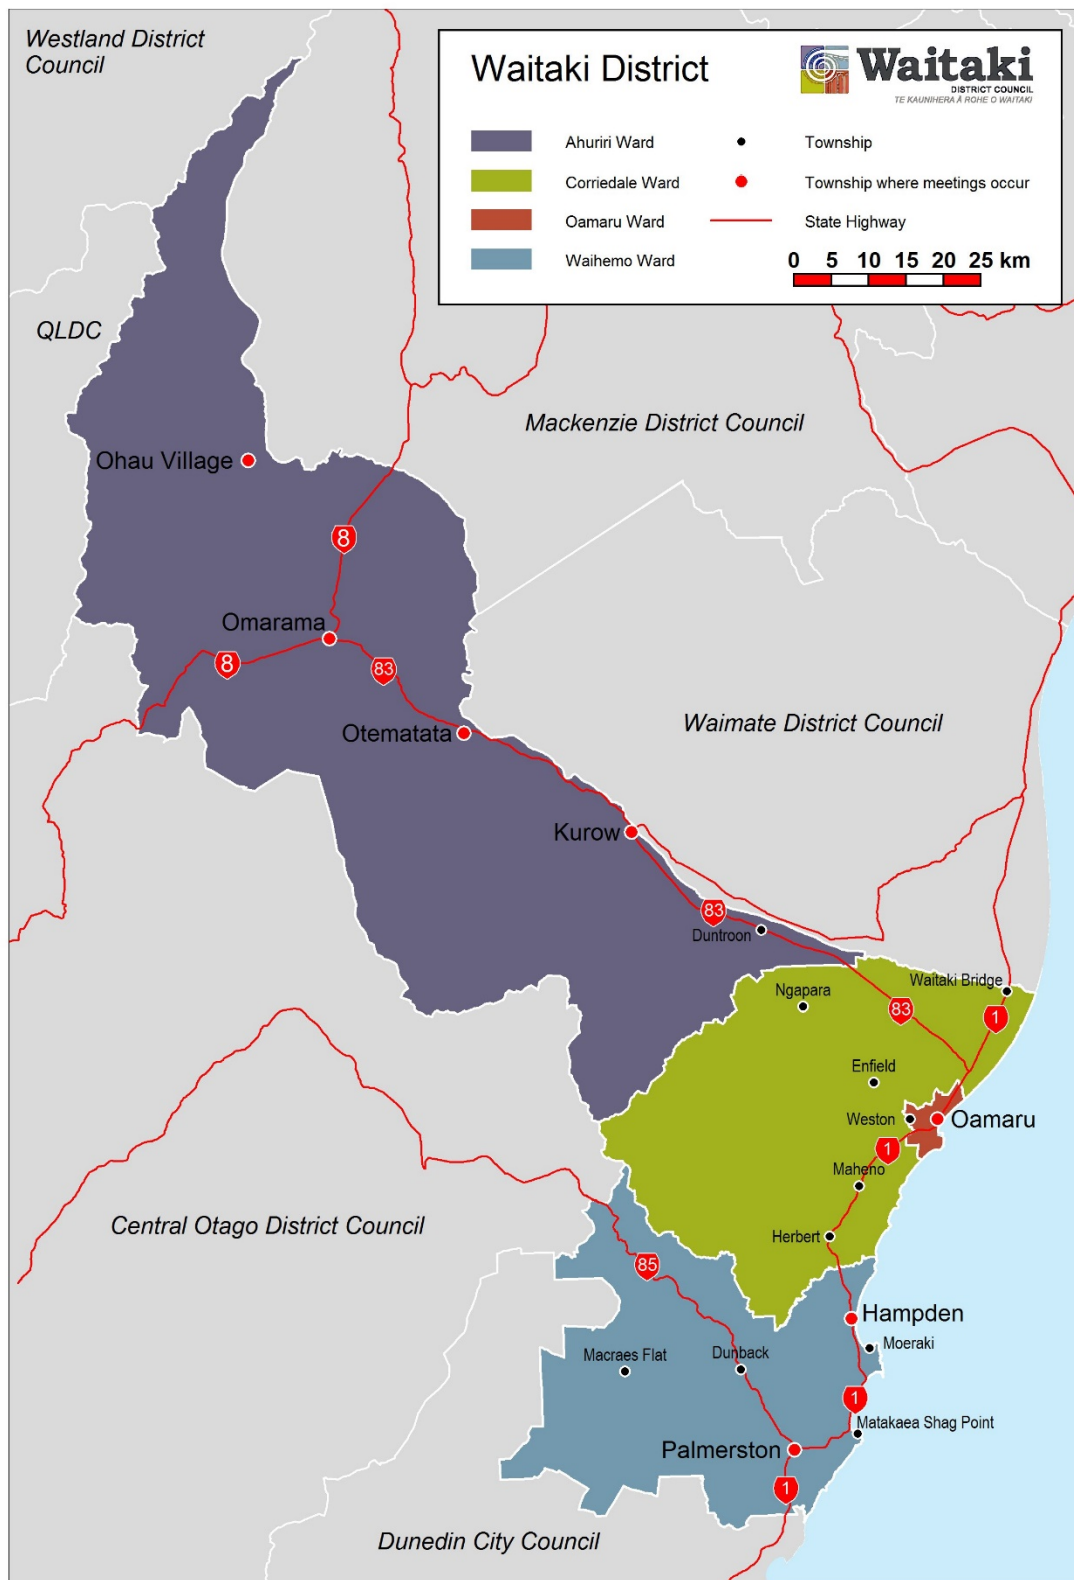 Westland District
Council
Waitaki District
Waitaki
DISTRICT COUNCIL
TE KAUNIHERA Ā ROHE O WAITAKI
Ahuriri Ward
Township
Corriedale Ward
Township where meetings occur
Oamaru Ward
State Highway
Waihemo Ward
0 5 10 15 20 25 km
QLDC
Mackenzie District Council
Ohau Village
8
Omarama
8
83
Otematata
Waimate District Council
Kurow
83
Duntroon
Waitaki Bridge
Ngapara
83
1
Enfield
Weston
Oamaru
1
Maheno
Central Otago District Council
Herbert
85
Hampden
Moeraki
Macraes Flat
Dunback
1
Matakaea Shag Point
Palmerston
1
Dunedin City Council